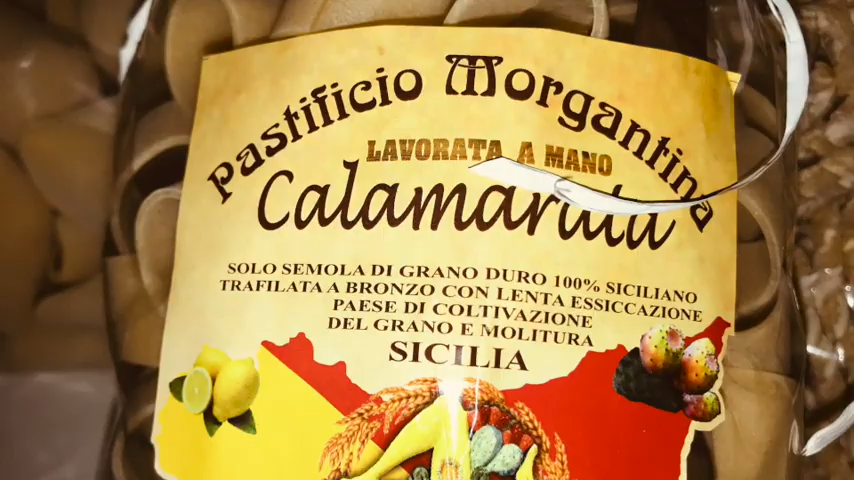 Pastificio Morgantina
LAVORATA A MANO
Calamarata
SOLO SEMOLA DI GRANO DURO 100% SICILIANO
TRAFILATA A BRONZO CON LENTA ESSICCAZIONE
PAESE DI COLTIVAZIONE
DEL GRANO E MOLITURA
SICILIA